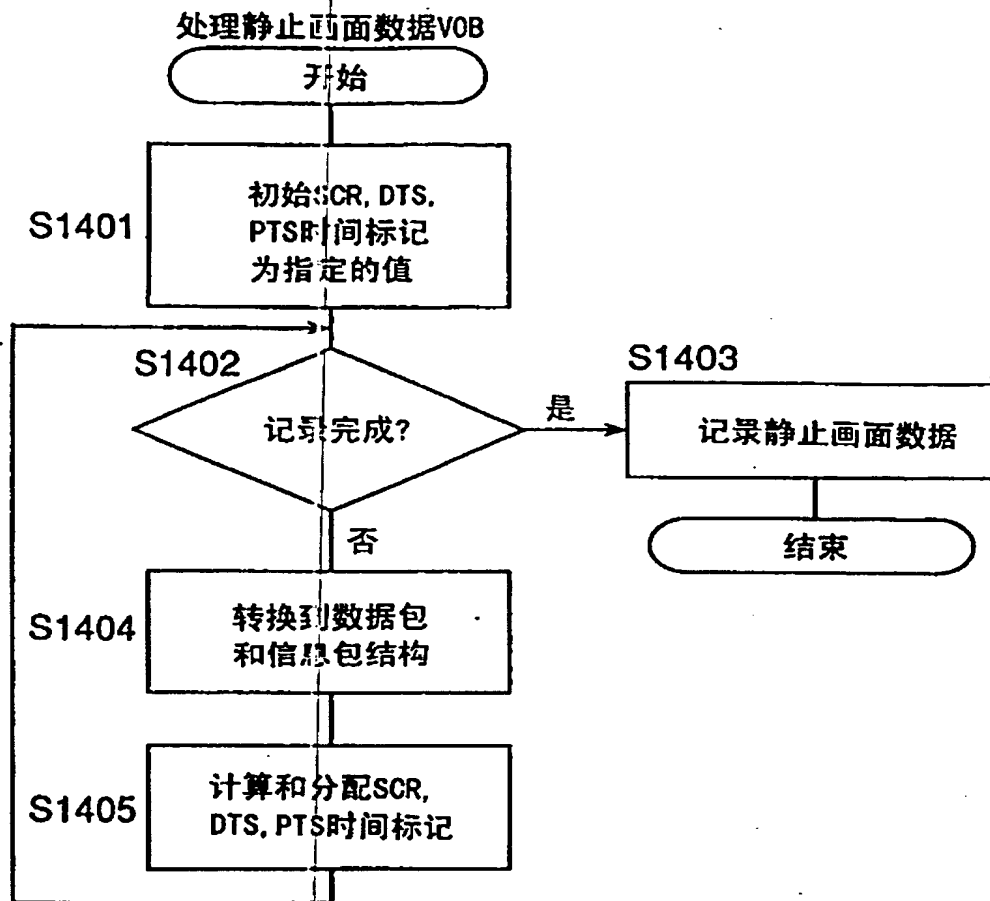 处理静止画面数据VOB
开始
S1401
初始SCR, DTS,
PTS时间标记
为指定的值
S1402
记录完成?
是
S1403
记录静止画面数据
结束
否
S1404
转换到数据包
和信息包结构
S1405
计算和分配SCR,
DTS, PTS时间标记